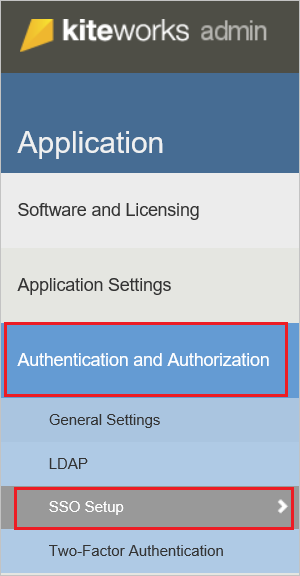 kiteworks admin
Application
Software and Licensing
Application Settings
Authentication and Authorization
General Settings
LDAP
SSO Setup
Two-Factor Authentication